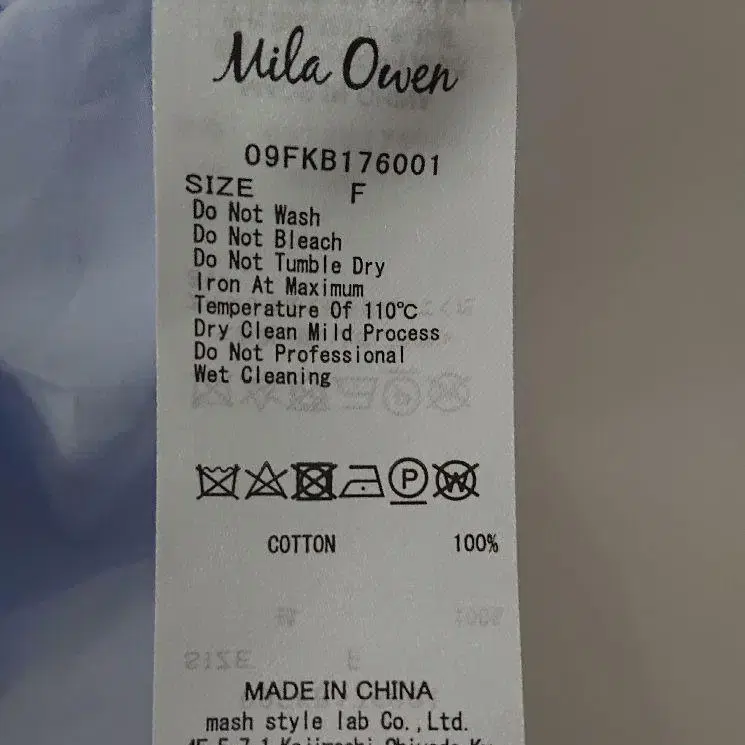 Mila Owen
09FKB176001
SIZE F
Do Not Wash
Do Not Bleach
Do Not Tumble Dry
Iron At Maximum
Temperature Of 110℃
Dry Clean Mild Process
Do Not Professional
Wet Cleaning
P W
COTTON 100%
MADE IN CHINA
mash style lab Co.,Ltd.